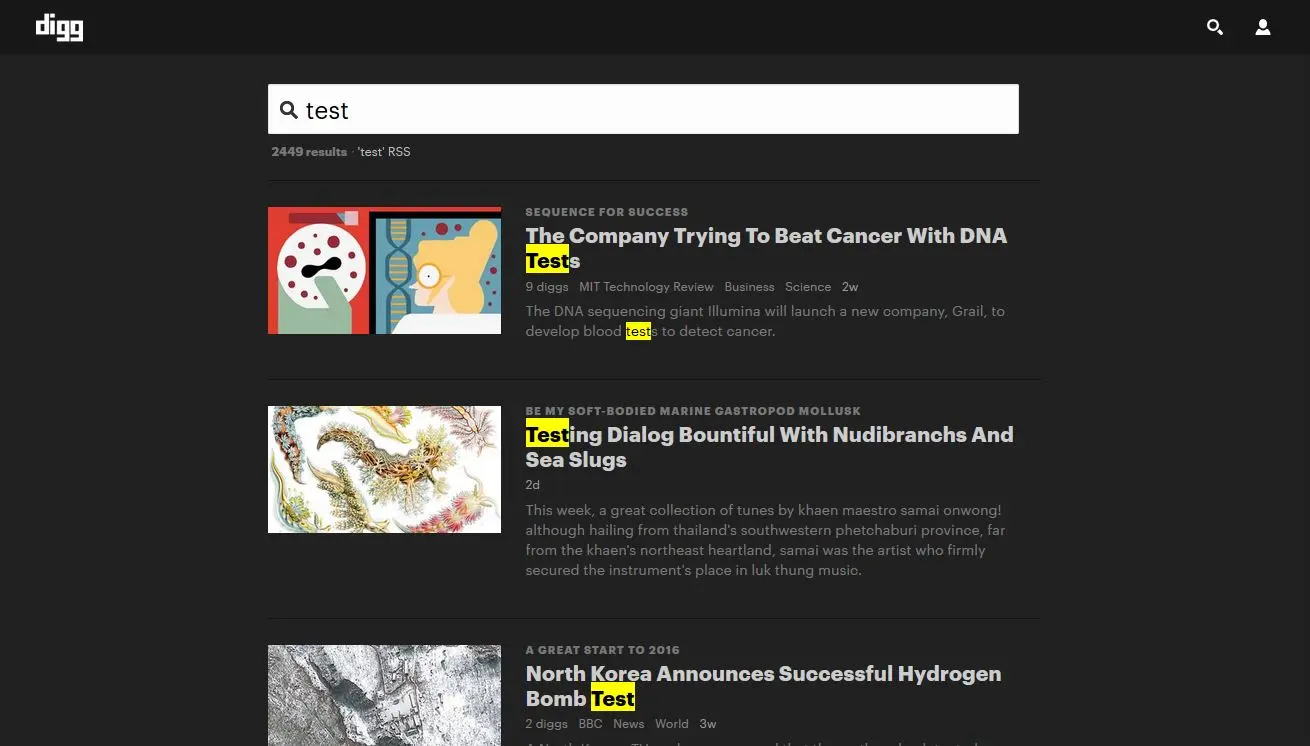 digg
test
2449 results · 'test' RSS
SEQUENCE FOR SUCCESS
The Company Trying To Beat Cancer With DNA
Tests
9 diggs MIT Technology Review Business Science 2w
The DNA sequencing giant Illumina will launch a new company, Grail, to
develop blood tests to detect cancer.
BE MY SOFT-BODIED MARINE GASTROPOD MOLLUSK
Testing Dialog Bountiful With Nudibranchs And
Sea Slugs
2d
This week, a great collection of tunes by khaen maestro samai onwong!
although hailing from thailand's southwestern phetchaburi province, far
from the khaen's northeast heartland, samai was the artist who firmly
secured the instrument's place in luk thung music.
A GREAT START TO 2016
North Korea Announces Successful Hydrogen
Bomb Test
2 diggs BBC News World 3w